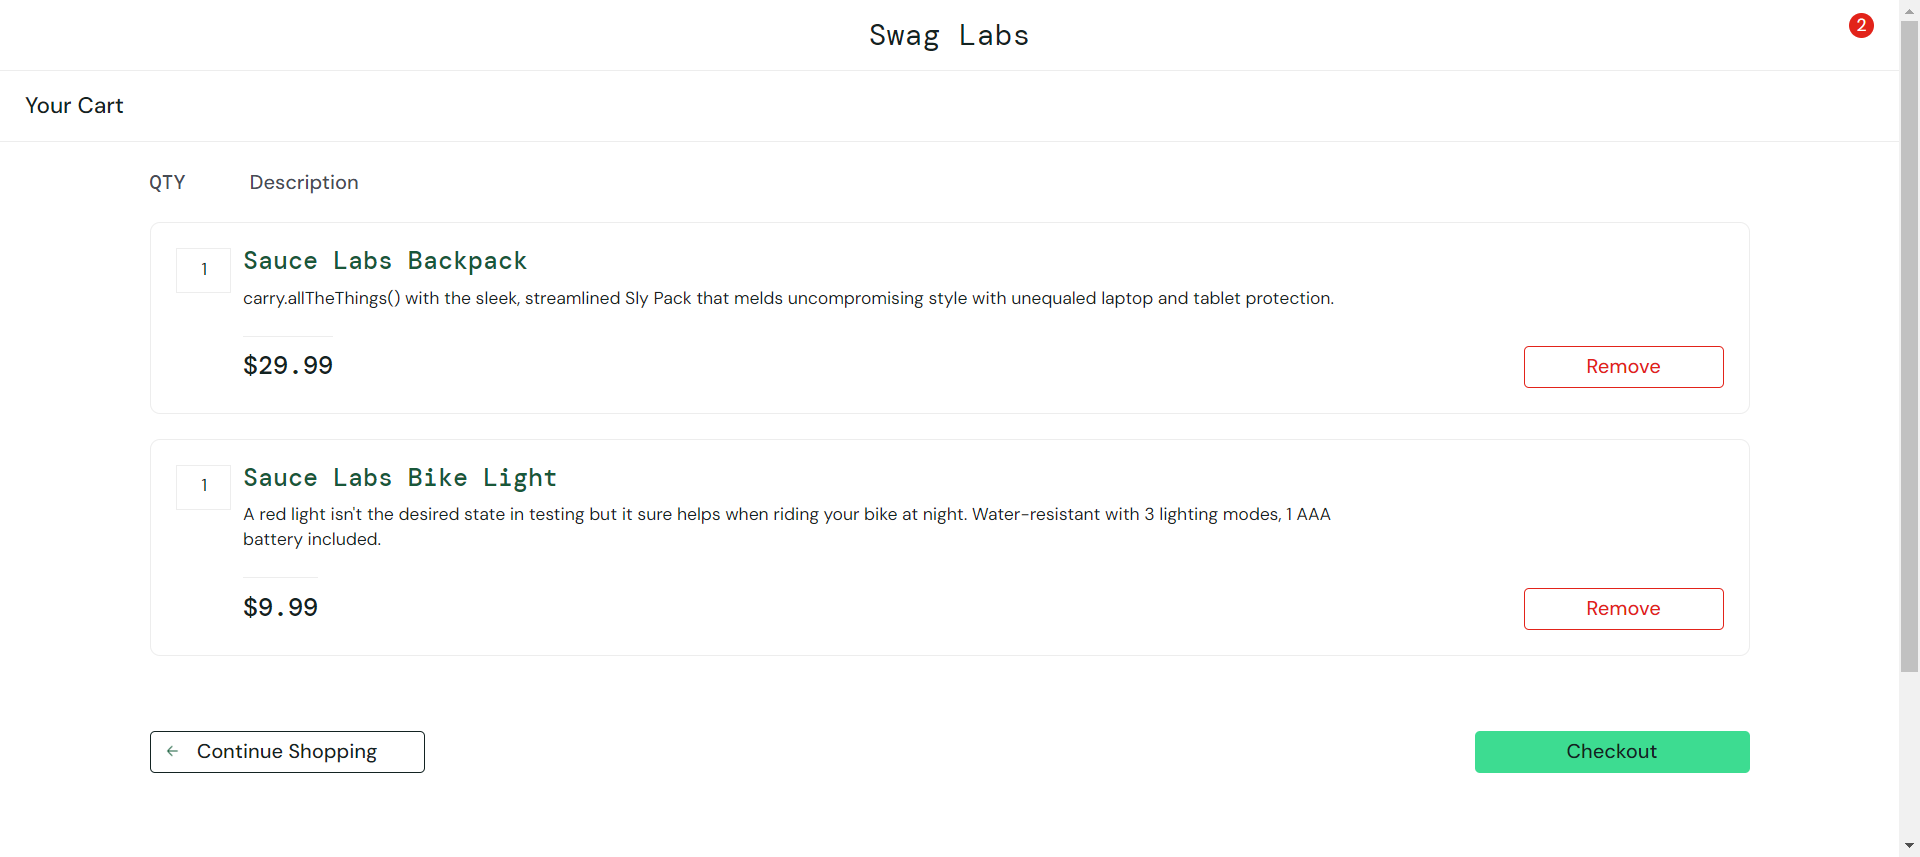 Swag Labs
2
Your Cart
QTY Description
1
Sauce Labs Backpack
carry.allTheThings() with the sleek, streamlined Sly Pack that melds uncompromising style with unequaled laptop and tablet protection.
$29.99
Remove
1
Sauce Labs Bike Light
A red light isn't the desired state in testing but it sure helps when riding your bike at night. Water-resistant with 3 lighting modes, 1 AAA
battery included.
$9.99
Remove
Continue Shopping
Checkout